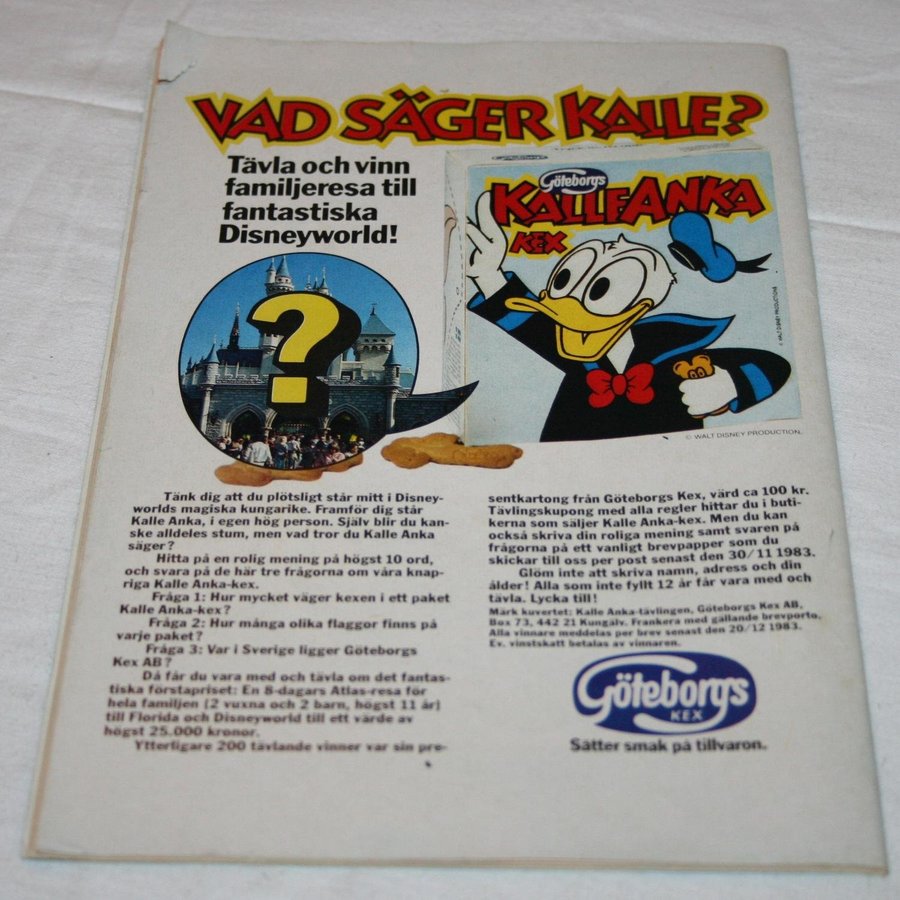 VAD SÄGER KALLE?
Tävla och vinn
familjeresa till
fantastiska
Disneyworld!
?
Göteborgs
KALLE ANKA
KEX
© WALT DISNEY PRODUCTIONS
© WALT DISNEY PRODUCTION.
Tänk dig att du plötsligt står mitt i Disney-
worlds magiska kungarike. Framför dig står
Kalle Anka, i egen hög person. Själv blir du kan-
ske alldeles stum, men vad tror du Kalle Anka
säger?
Hitta på en rolig mening på högst 10 ord,
och svara på de här tre frågorna om våra knap-
riga Kalle Anka-kex.
Fråga 1: Hur mycket väger kexen i ett paket
Kalle Anka-kex?
Fråga 2: Hur många olika flaggor finns på
varje paket?
Fråga 3: Var i Sverige ligger Göteborgs
Kex AB?
Då får du vara med och tävla om det fantas-
tiska förstapriset: En 8-dagars Atlas-resa för
hela familjen (2 vuxna och 2 barn, högst 11 år)
till Florida och Disneyworld till ett värde av
högst 25.000 kronor.
Ytterligare 200 tävlande vinner var sin pre-
sentkartong från Göteborgs Kex, värd ca 100 kr.
Tävlingskupong med alla regler hittar du i buti-
kerna som säljer Kalle Anka-kex. Men du kan
också skriva din roliga mening samt svaren på
frågorna på ett vanligt brevpapper som du
skickar till oss per post senast den 30/11 1983.
Glöm inte att skriva namn, adress och din
ålder! Alla som inte fyllt 12 år får vara med och
tävla. Lycka till!
Märk kuvertet: Kalle Anka-tävlingen, Göteborgs Kex AB,
Box 73, 442 21 Kungälv. Frankera med gällande brevporto.
Alla vinnare meddelas per brev senast den 20/12 1983.
Ev. vinstskatt betalas av vinnaren.
Göteborgs
KEX
Sätter smak på tillvaron.